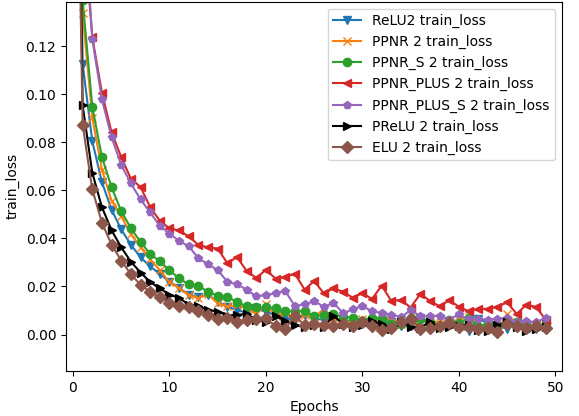 ReLU2 train_loss
PPNR 2 train_loss
PPNR_S 2 train_loss
PPNR_PLUS 2 train_loss
PPNR_PLUS_S 2 train_loss
PReLU 2 train_loss
ELU 2 train_loss
train_loss
0.12
0.10
0.08
0.06
0.04
0.02
0.00
0 10 20 30 40 50
Epochs